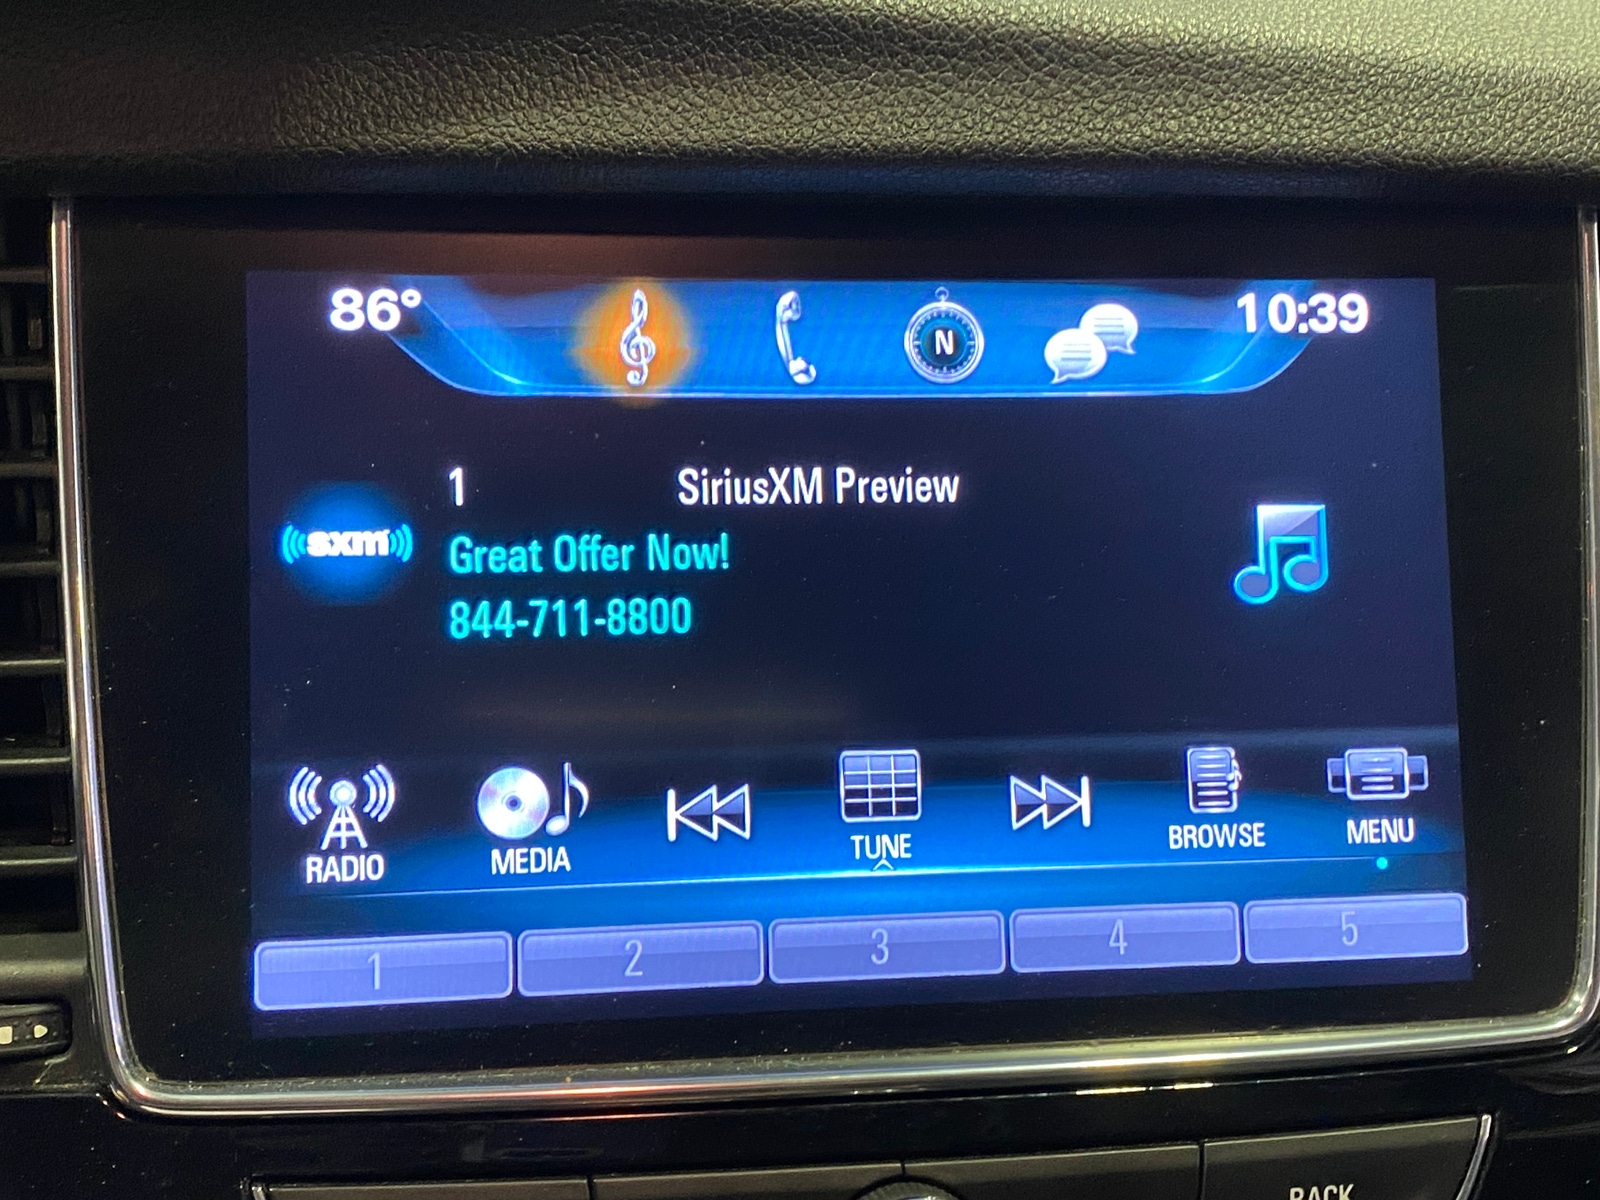 86°
N
10:39
1
SiriusXM Preview
sxm
Great Offer Now!
844-711-8800
RADIO
MEDIA
TUNE
BROWSE
MENU
1
2
3
4
5
BACK